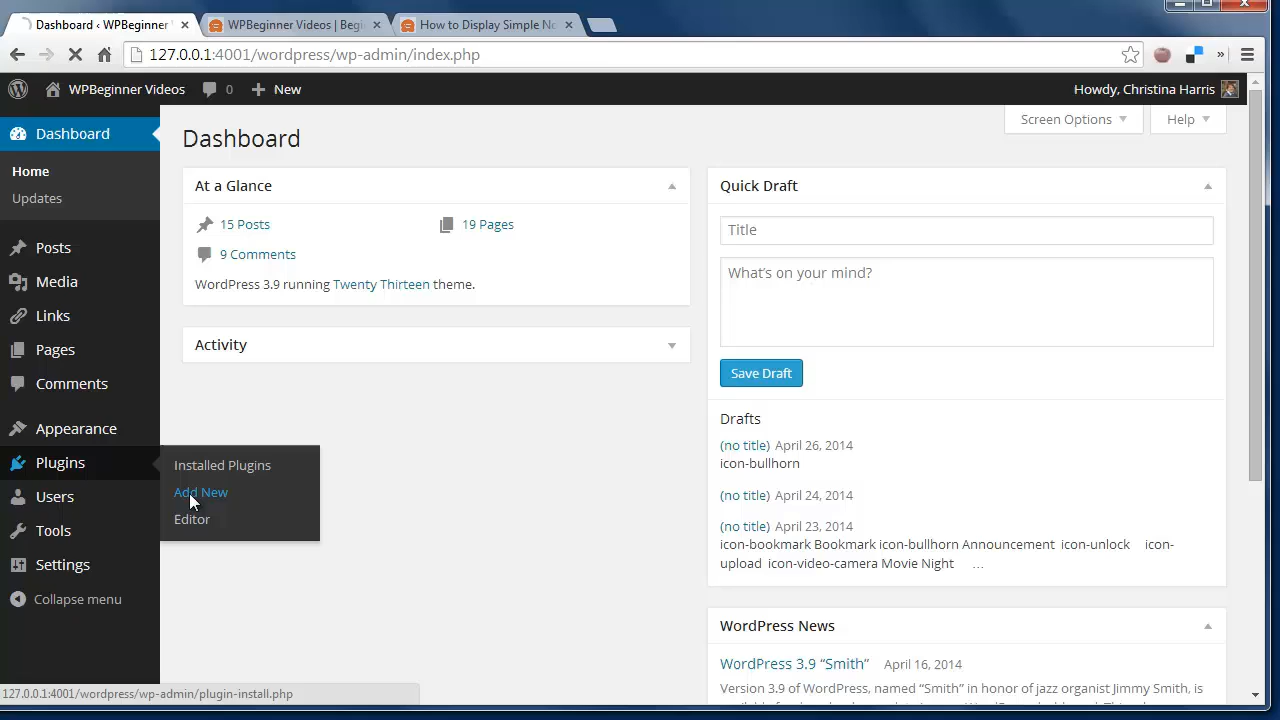 Dashboard ‹ WPBeginner
WPBeginner Videos | Begi
How to Display Simple No
127.0.0.1:4001/wordpress/wp-admin/index.php
WPBeginner Videos
0
New
Howdy, Christina Harris
Dashboard
Home
Updates
Posts
Media
Links
Pages
Comments
Appearance
Plugins
Users
Tools
Settings
Collapse menu
Installed Plugins
Add New
Editor
Dashboard
Screen Options
Help
At a Glance
15 Posts
19 Pages
9 Comments
WordPress 3.9 running Twenty Thirteen theme.
Activity
Quick Draft
Title
What's on your mind?
Save Draft
Drafts
(no title) April 26, 2014
icon-bullhorn
(no title) April 24, 2014
(no title) April 23, 2014
icon-bookmark Bookmark icon-bullhorn Announcement icon-unlock icon-
upload icon-video-camera Movie Night …
WordPress News
WordPress 3.9 “Smith” April 16, 2014
Version 3.9 of WordPress, named “Smith” in honor of jazz organist Jimmy Smith, is
127.0.0.1:4001/wordpress/wp-admin/plugin-install.php